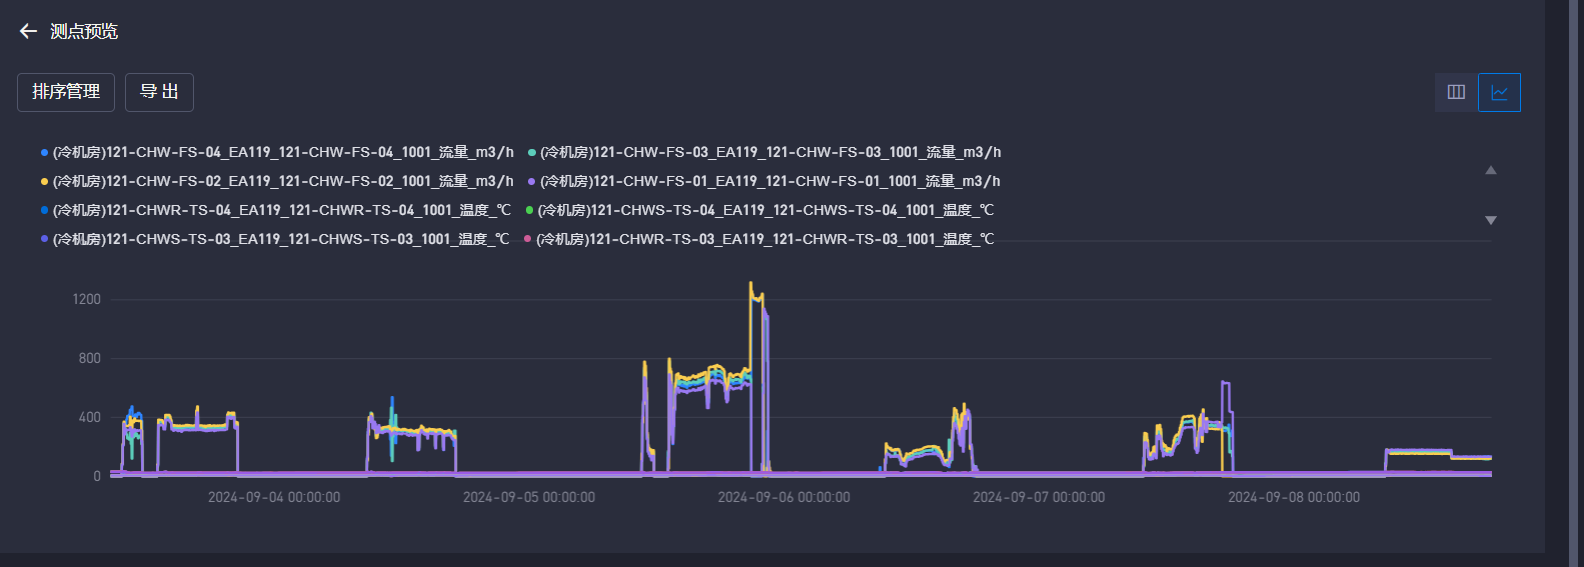 测点预览
排序管理 导 出
(冷机房)121-CHW-FS-04_EA119_121-CHW-FS-04_1001_流量_m3/h (冷机房)121-CHW-FS-03_EA119_121-CHW-FS-03_1001_流量_m3/h
(冷机房)121-CHW-FS-02_EA119_121-CHW-FS-02_1001_流量_m3/h (冷机房)121-CHW-FS-01_EA119_121-CHW-FS-01_1001_流量_m3/h
(冷机房)121-CHWR-TS-04_EA119_121-CHWR-TS-04_1001_温度_℃ (冷机房)121-CHWS-TS-04_EA119_121-CHWS-TS-04_1001_温度_℃
(冷机房)121-CHWS-TS-03_EA119_121-CHWS-TS-03_1001_温度_℃ (冷机房)121-CHWR-TS-03_EA119_121-CHWR-TS-03_1001_温度_℃
1200
800
400
0
2024-09-04 00:00:00 2024-09-05 00:00:00 2024-09-06 00:00:00 2024-09-07 00:00:00 2024-09-08 00:00:00